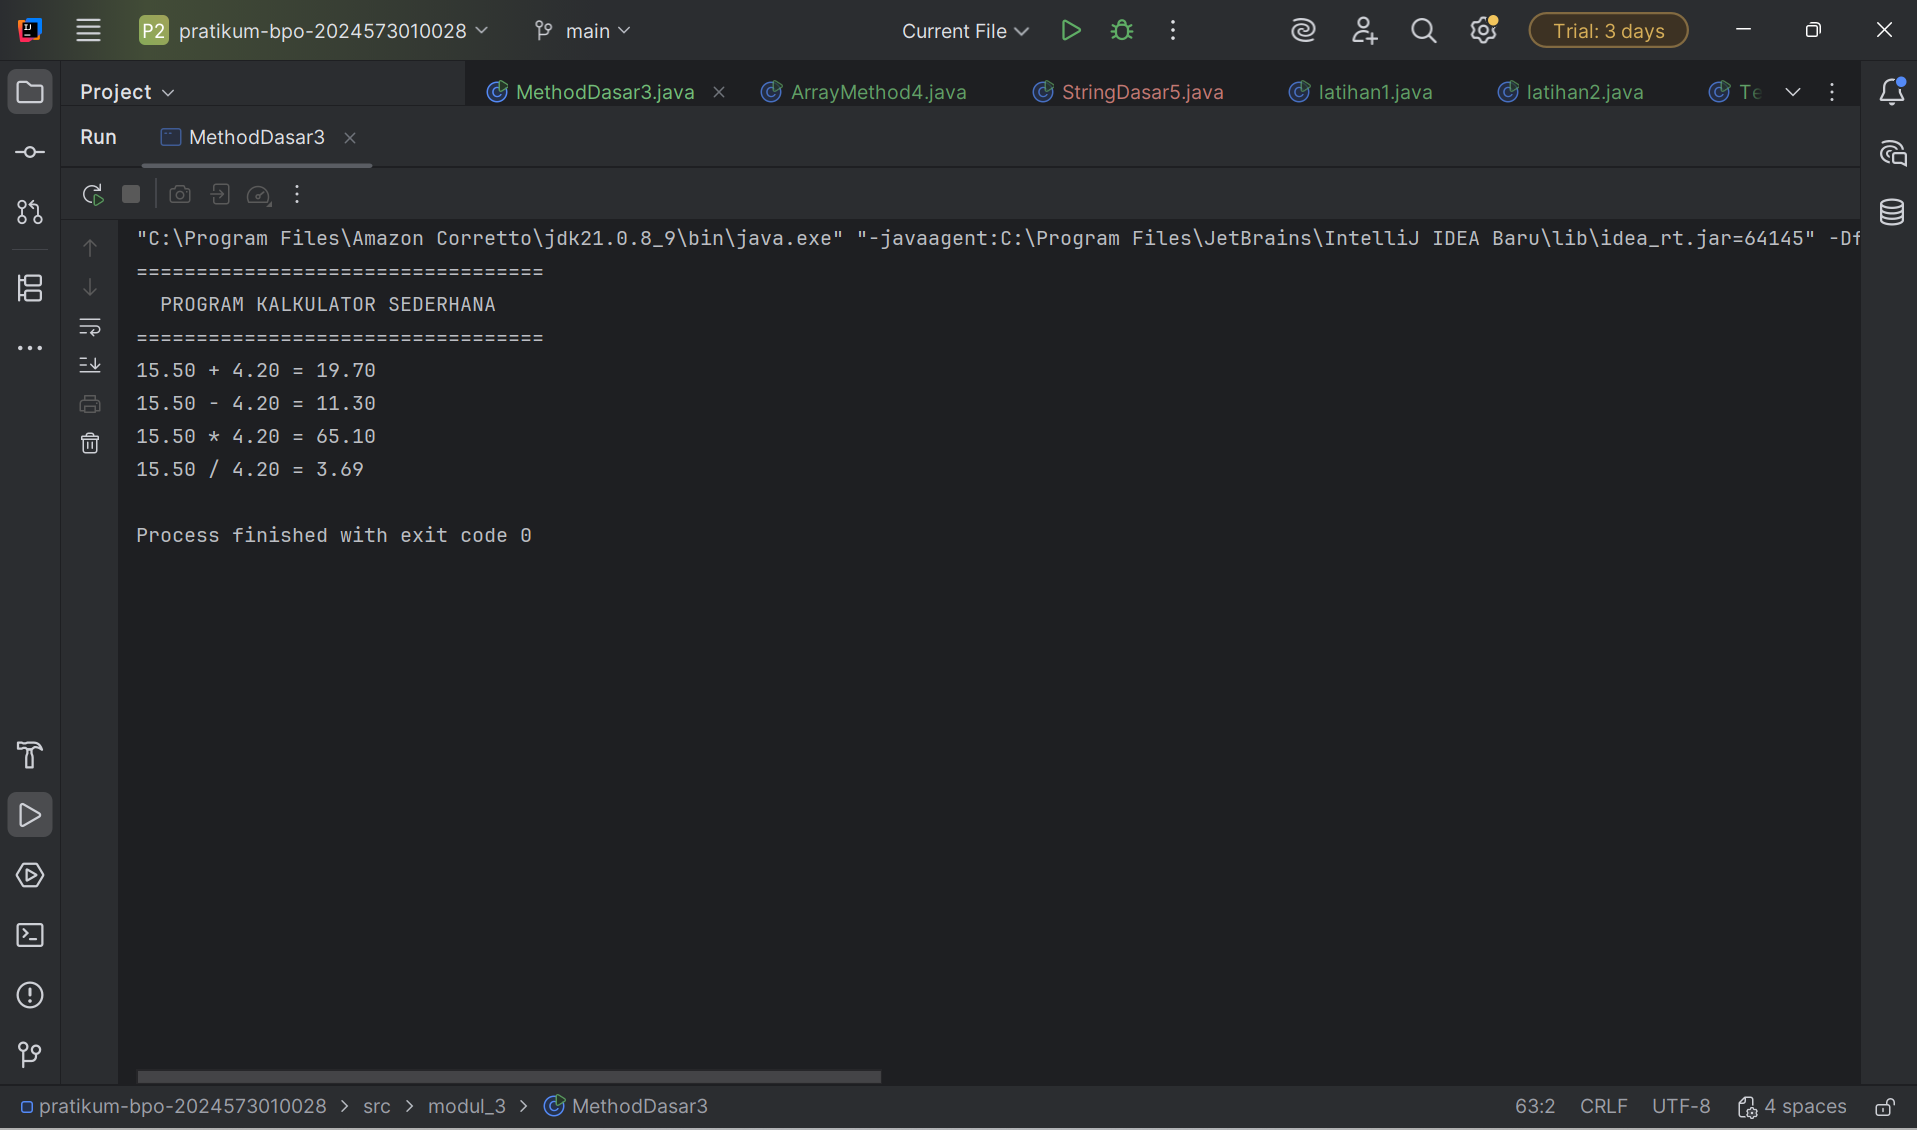 P2 pratikum-bpo-2024573010028 main Current File Trial: 3 days
Project MethodDasar3.java ArrayMethod4.java StringDasar5.java latihan1.java latihan2.java Te
Run MethodDasar3
"C:\Program Files\Amazon Corretto\jdk21.0.8_9\bin\java.exe" "-javaagent:C:\Program Files\JetBrains\IntelliJ IDEA Baru\lib\idea_rt.jar=64145" -Df
==================================
PROGRAM KALKULATOR SEDERHANA
==================================
15.50 + 4.20 = 19.70
15.50 - 4.20 = 11.30
15.50 * 4.20 = 65.10
15.50 / 4.20 = 3.69
Process finished with exit code 0
pratikum-bpo-2024573010028 > src > modul_3 > MethodDasar3 63:2 CRLF UTF-8 4 spaces